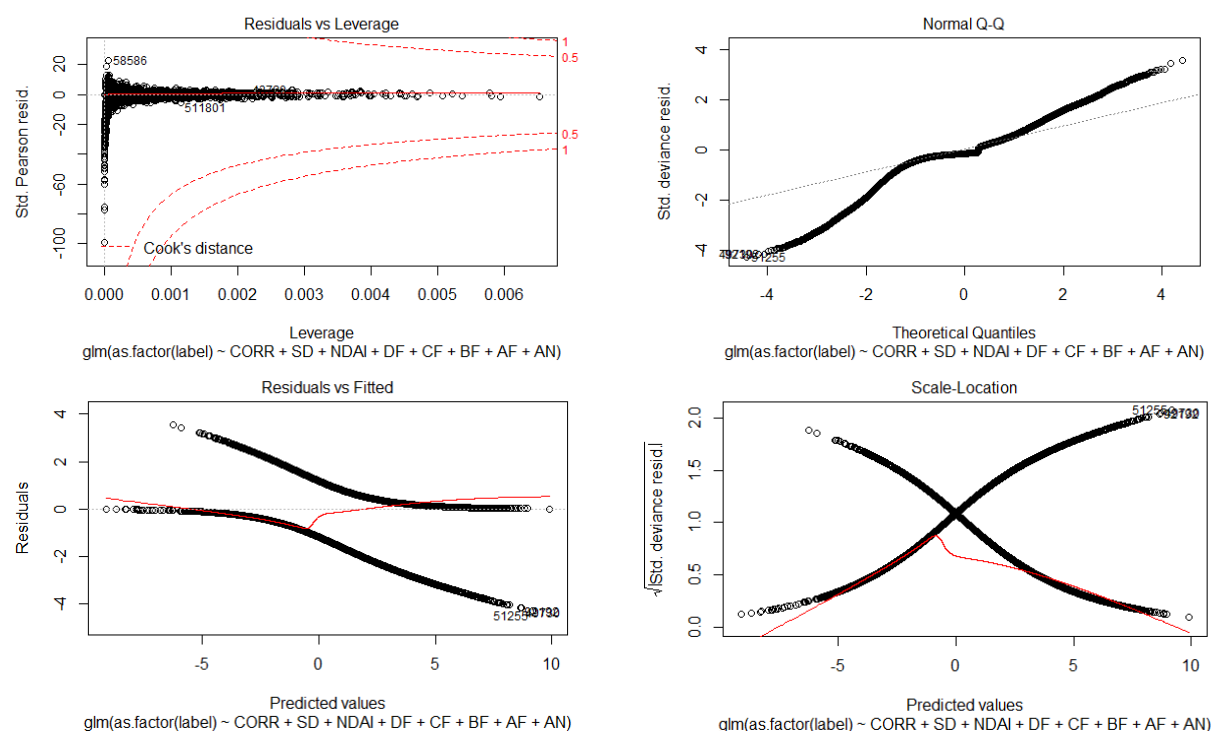 Residuals vs Leverage
Std. Pearson resid.
20
0
-20
-60
-100
58586
511801
1
0.5
0.5
1
Cook's distance
0.000
0.001
0.002
0.003
0.004
0.005
0.006
Leverage
glm(as.factor(label) ~ CORR + SD + NDAI + DF + CF + BF + AF + AN)
Normal Q-Q
Std. deviance resid.
4
2
0
-2
-4
-4
-2
0
2
4
Theoretical Quantiles
glm(as.factor(label) ~ CORR + SD + NDAI + DF + CF + BF + AF + AN)
Residuals vs Fitted
Residuals
4
2
0
-2
-4
51255
-5
0
5
10
Predicted values
glm(as.factor(label) ~ CORR + SD + NDAI + DF + CF + BF + AF + AN)
Scale-Location
√|Std. deviance resid.|
2.0
1.5
1.0
0.5
0.0
51255
-5
0
5
10
Predicted values
glm(as.factor(label) ~ CORR + SD + NDAI + DF + CF + BF + AF + AN)